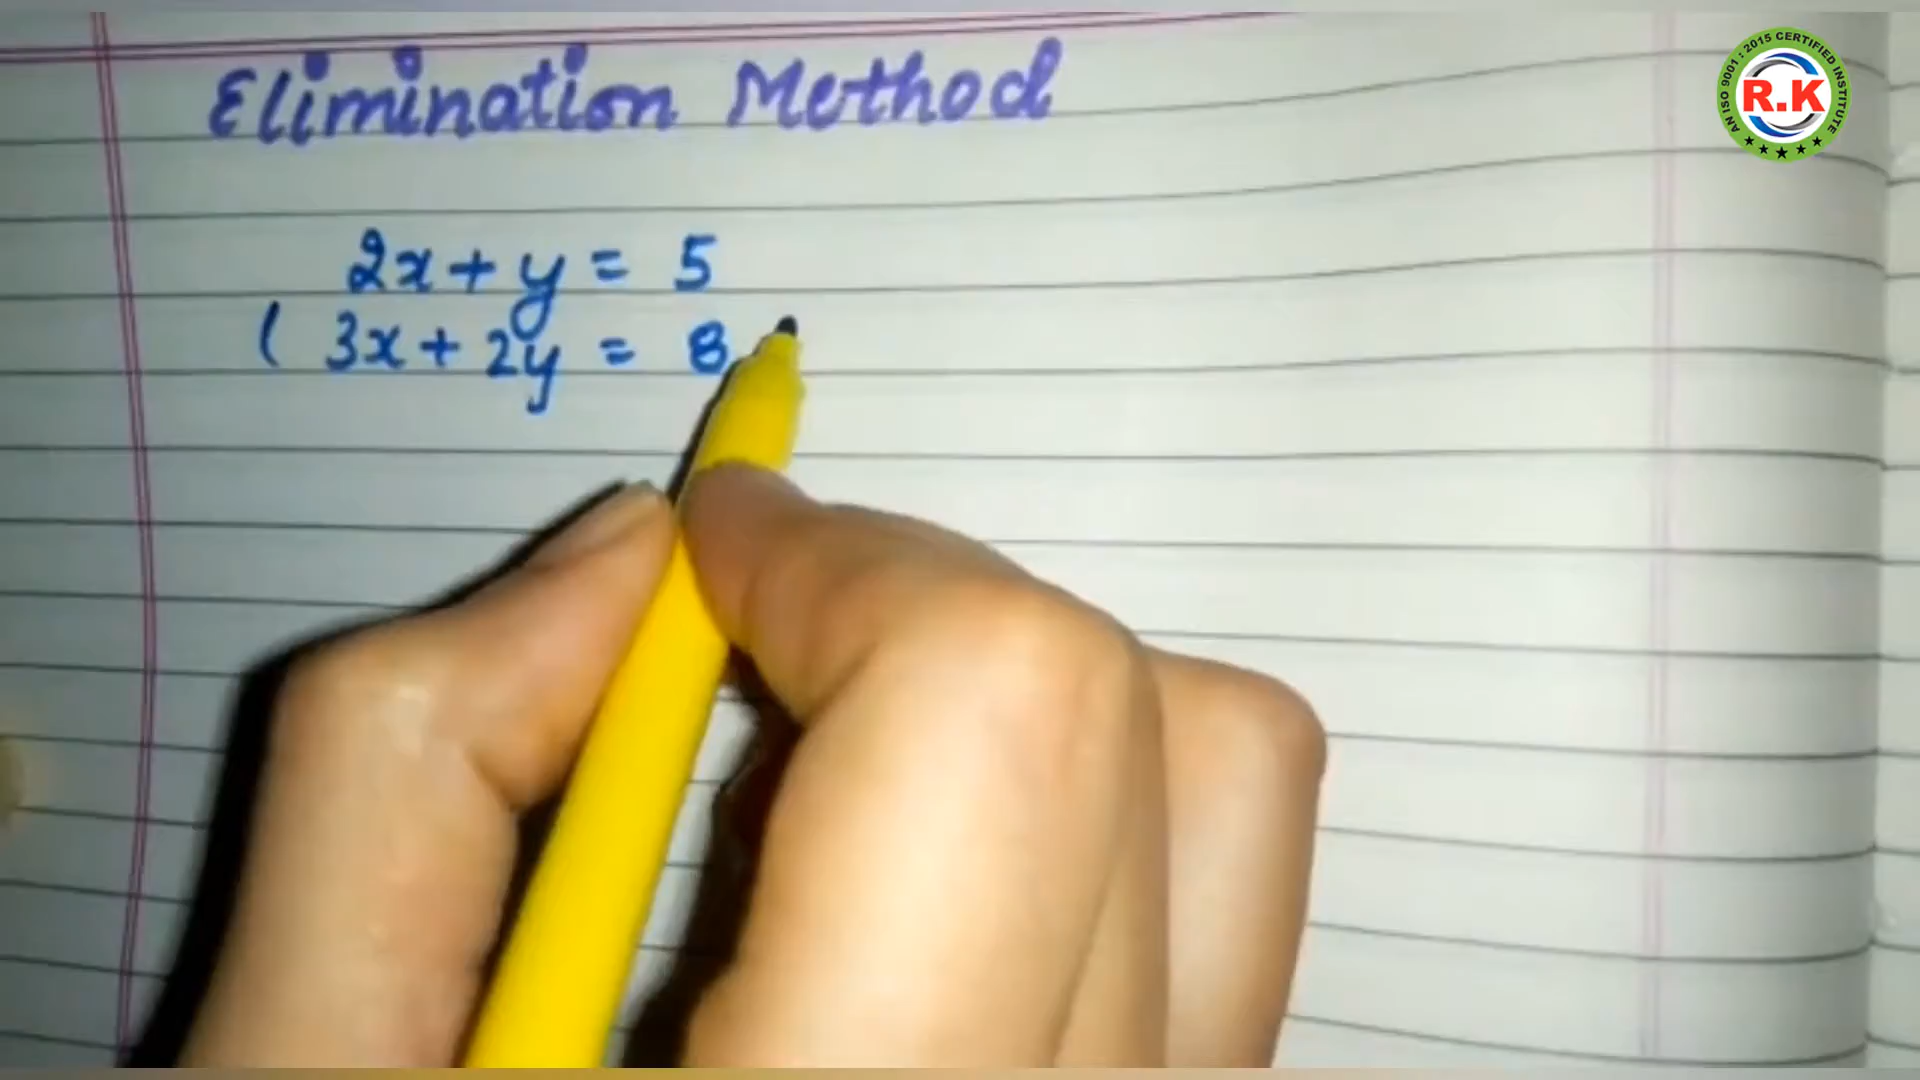 Elimination Method
2x + y = 5
( 3x + 2y = 8
AN ISO 9001 : 2015 CERTIFIED INSTITUTE
R.K